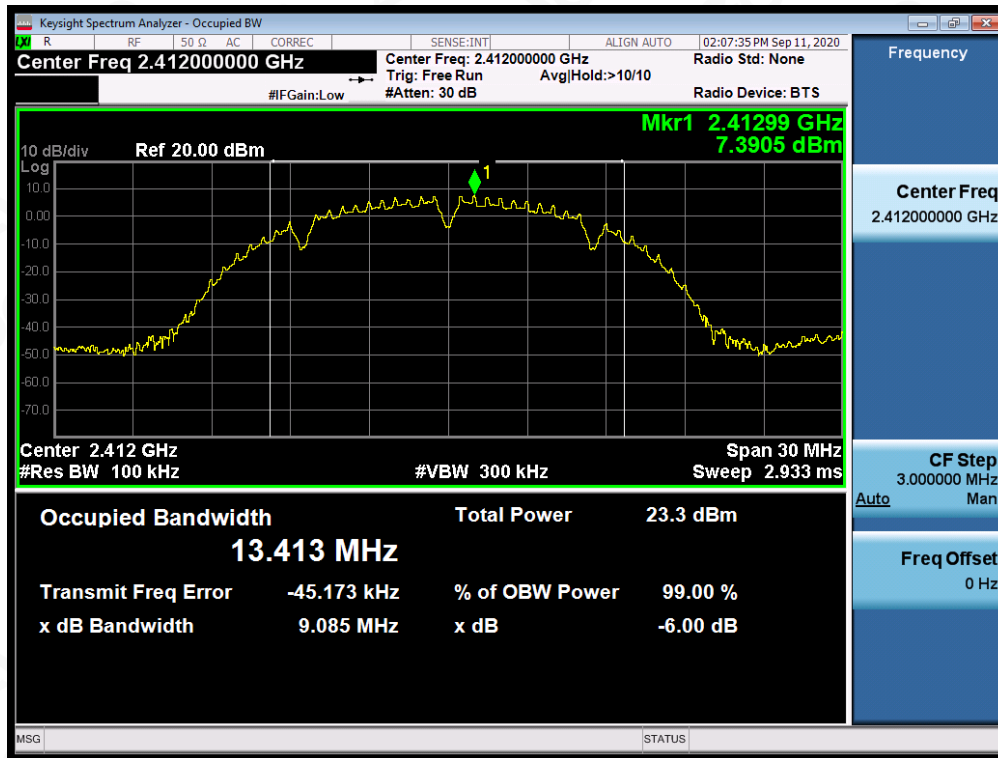 Keysight Spectrum Analyzer - Occupied BW
LXI R RF 50 Ω AC CORREC SENSE:INT ALIGN AUTO 02:07:35 PM Sep 11, 2020
Center Freq 2.412000000 GHz
Center Freq: 2.412000000 GHz
Radio Std: None
Trig: Free Run Avg|Hold:>10/10
#IFGain:Low
#Atten: 30 dB
Radio Device: BTS
Mkr1 2.41299 GHz
7.3905 dBm
10 dB/div Ref 20.00 dBm
Log
10.0
0.00
-10.0
-20.0
-30.0
-40.0
-50.0
-60.0
-70.0
1
Center 2.412 GHz
Span 30 MHz
#Res BW 100 kHz
#VBW 300 kHz
Sweep 2.933 ms
Occupied Bandwidth
Total Power 23.3 dBm
13.413 MHz
Transmit Freq Error -45.173 kHz
% of OBW Power 99.00 %
x dB Bandwidth 9.085 MHz
x dB -6.00 dB
MSG
STATUS
Frequency
Center Freq
2.412000000 GHz
CF Step
3.000000 MHz
Auto Man
Freq Offset
0 Hz